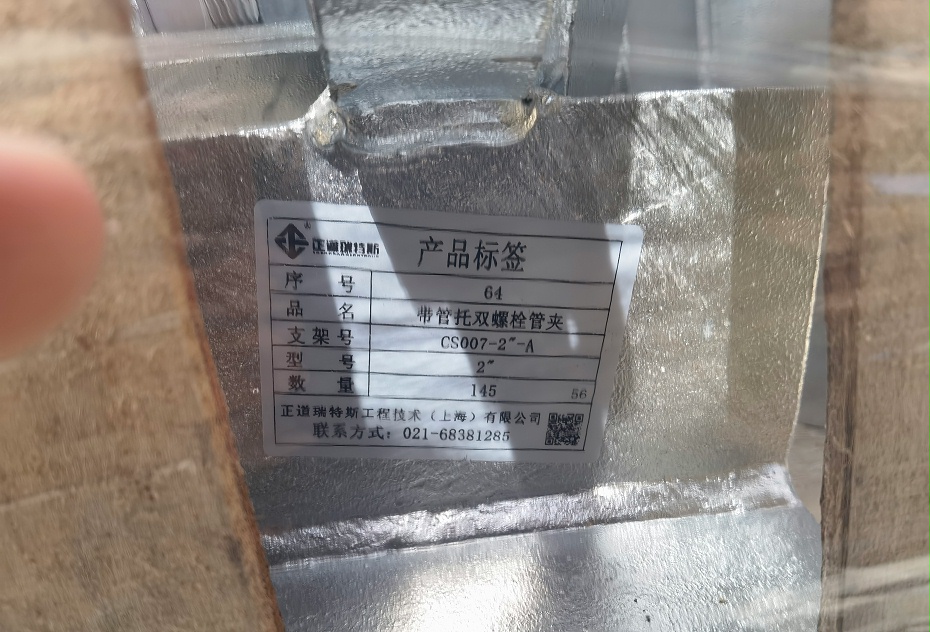 正道瑞特斯
产品标签
序号 64
品名 带管托双螺栓管夹
支架号 CS007-2"-A
型号 2"
数量 145 56
正道瑞特斯工程技术（上海）有限公司
联系方式：021-68381285